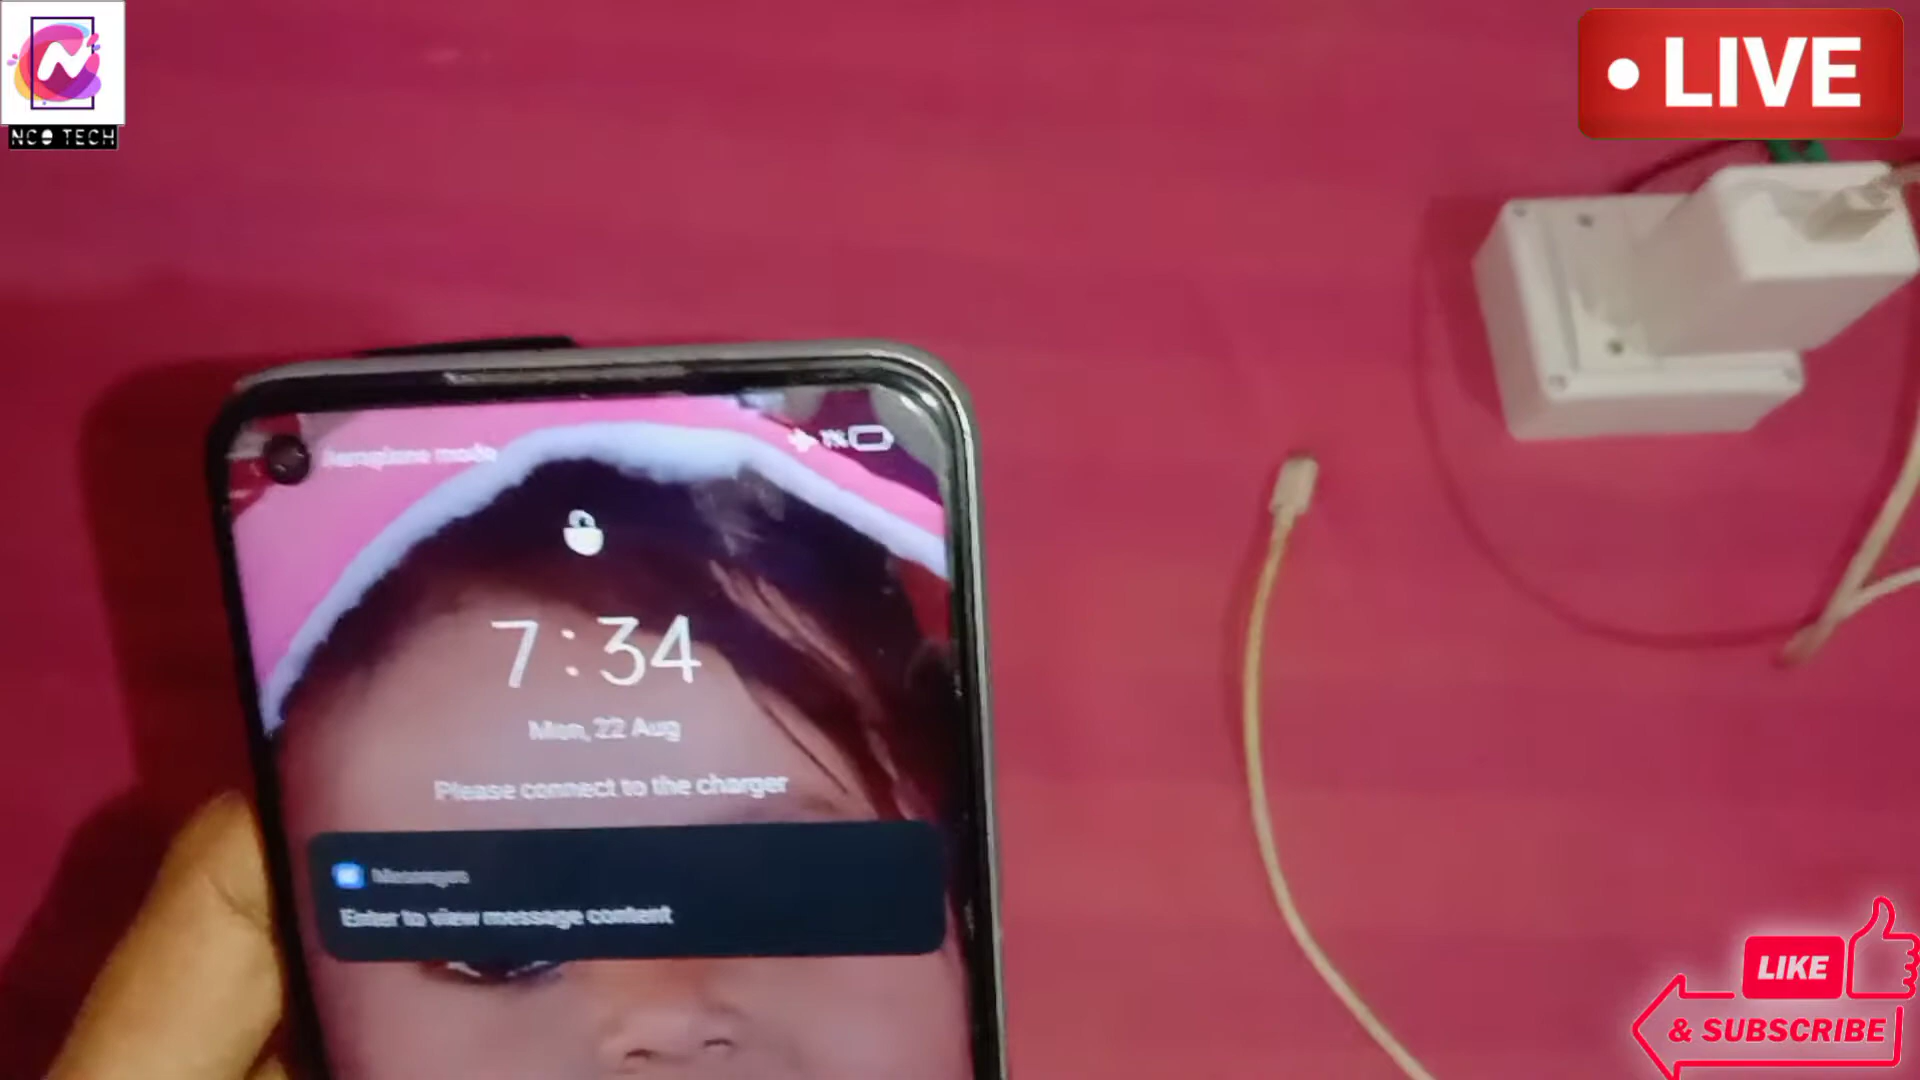 NCO TECH
LIVE
Aeroplane mode
1%
7:34
Mon, 22 Aug
Please connect to the charger
Messages
Enter to view message content
LIKE
& SUBSCRIBE